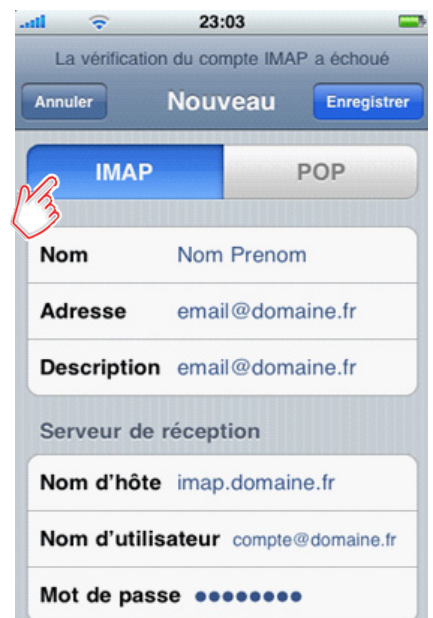 23:03
La vérification du compte IMAP a échoué
Annuler Nouveau Enregistrer
IMAP POP
Nom Nom Prenom
Adresse email@domaine.fr
Description email@domaine.fr
Serveur de réception
Nom d'hôte imap.domaine.fr
Nom d'utilisateur compte@domaine.fr
Mot de passe ●●●●●●●●